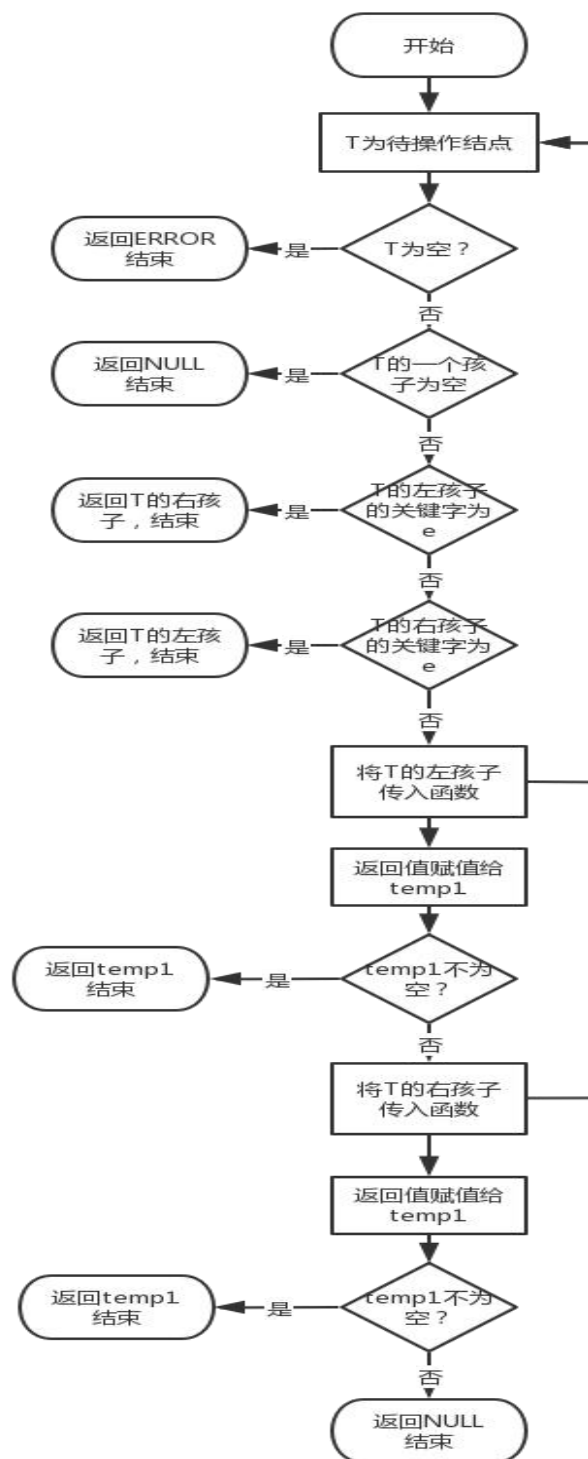 开始
T为待操作结点
T为空？
是
返回ERROR
结束
否
T的一个孩
子为空
是
返回NULL
结束
否
T的左孩子
的关键字为
e
是
返回T的右孩
子，结束
否
T的右孩子
的关键字为
e
是
返回T的左孩
子，结束
否
将T的左孩子
传入函数
返回值赋值给
temp1
temp1不为
空？
是
返回temp1
结束
否
将T的右孩子
传入函数
返回值赋值给
temp1
temp1不为
空？
是
返回temp1
结束
否
返回NULL
结束